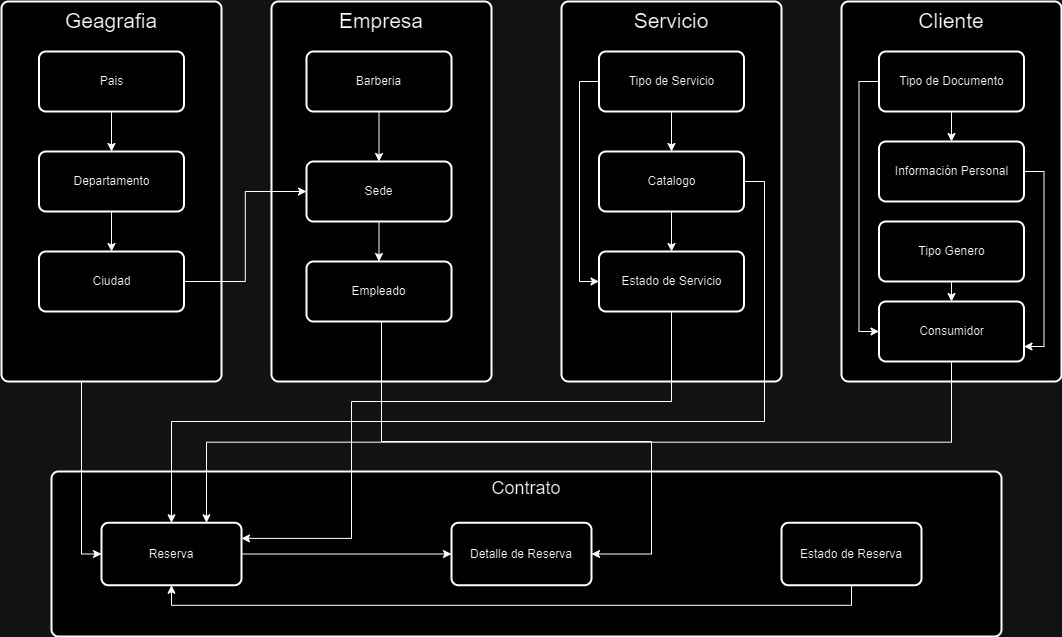 Geagrafia
Pais
Departamento
Ciudad
Empresa
Barberia
Sede
Empleado
Servicio
Tipo de Servicio
Catalogo
Estado de Servicio
Cliente
Tipo de Documento
Información Personal
Tipo Genero
Consumidor
Contrato
Reserva
Detalle de Reserva
Estado de Reserva